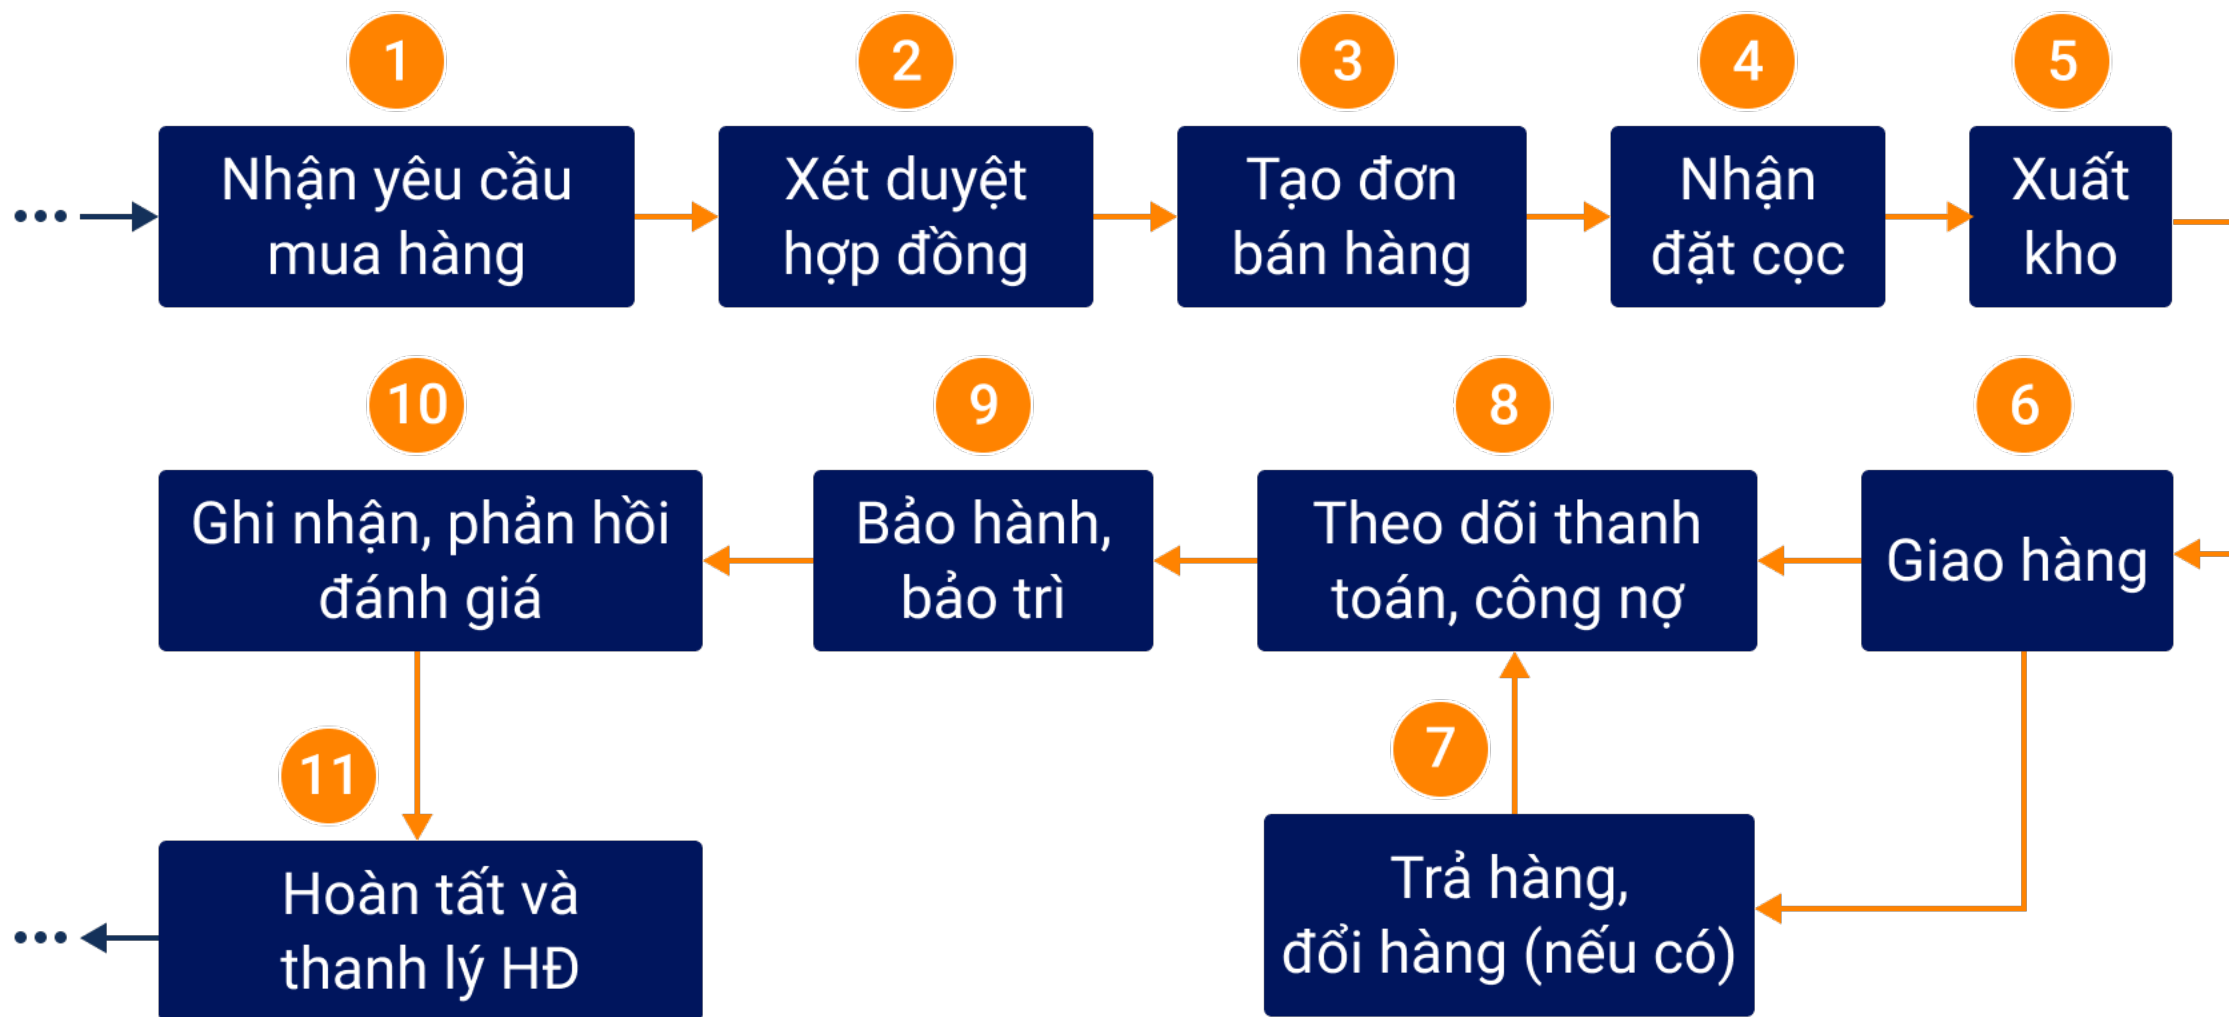 1
Nhận yêu cầu
mua hàng
2
Xét duyệt
hợp đồng
3
Tạo đơn
bán hàng
4
Nhận
đặt cọc
5
Xuất
kho
6
Giao hàng
7
Trả hàng,
đổi hàng (nếu có)
8
Theo dõi thanh
toán, công nợ
9
Bảo hành,
bảo trì
10
Ghi nhận, phản hồi
đánh giá
11
Hoàn tất và
thanh lý HĐ